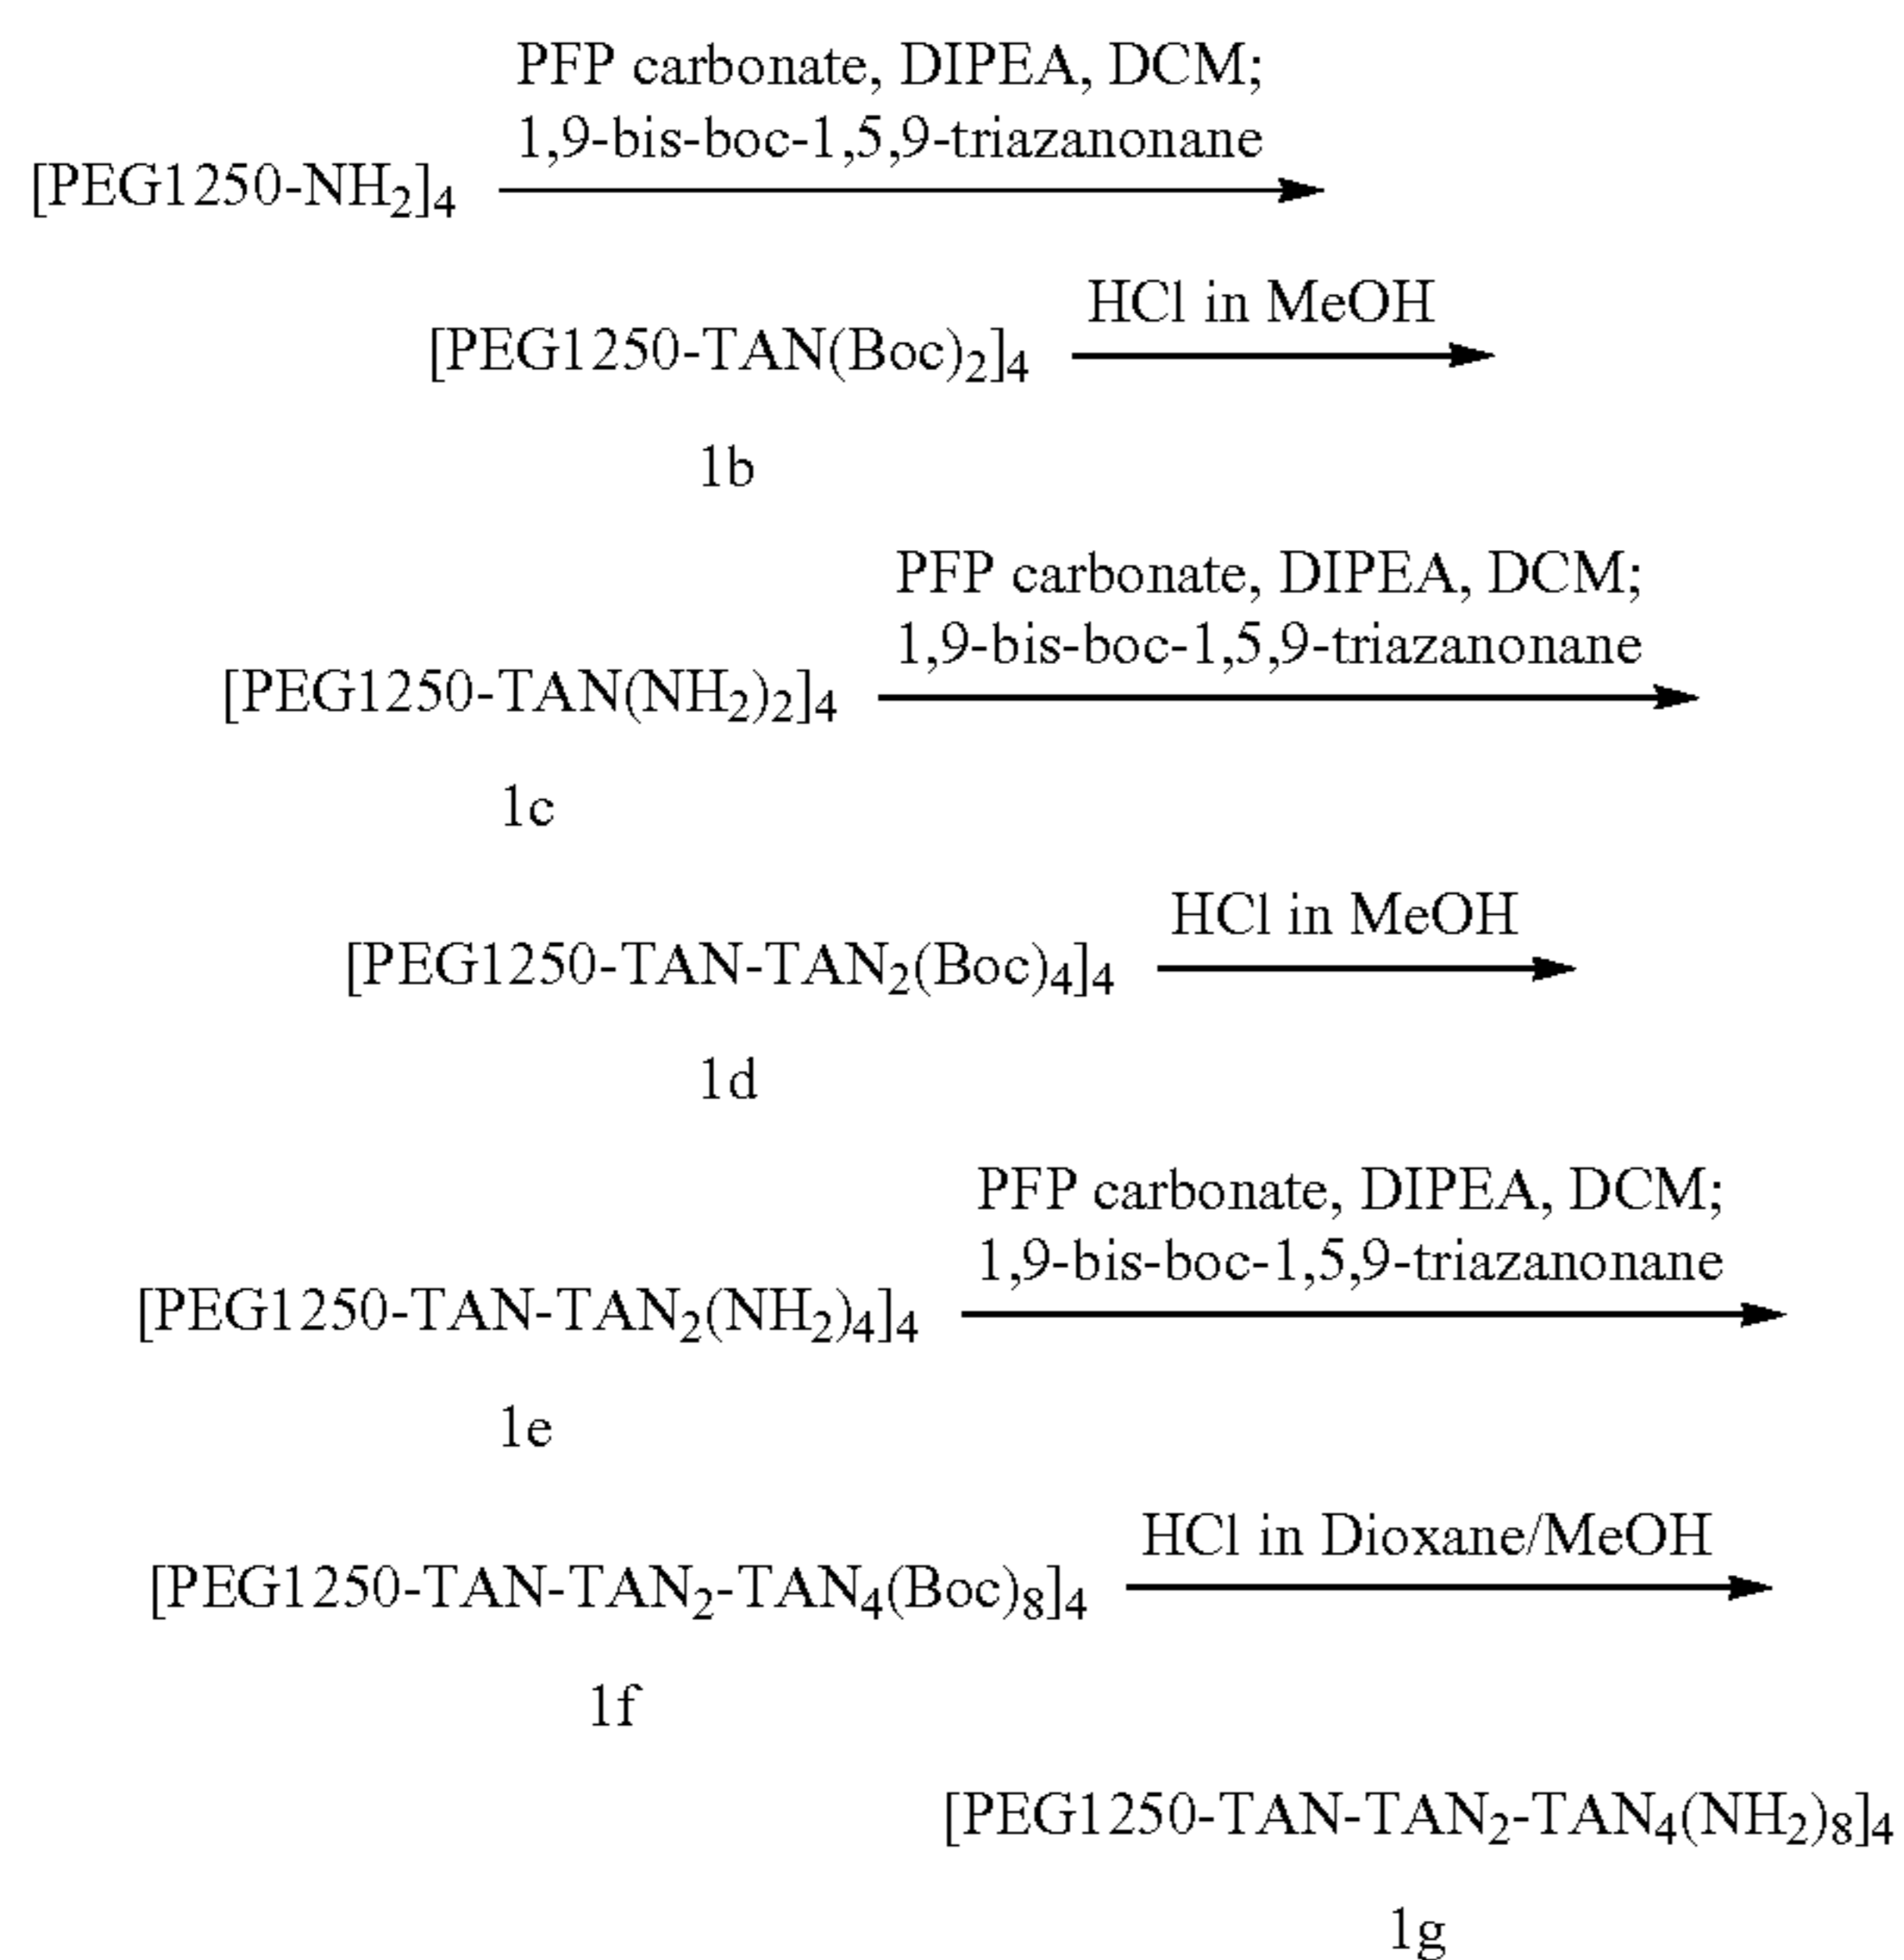 PFP carbonate, DIPEA, DCM;
1,9-bis-boc-1,5,9-triazanonane
[PEG1250-NH₂]₄
HCl in MeOH
[PEG1250-TAN(Boc)₂]₄
1b
PFP carbonate, DIPEA, DCM;
1,9-bis-boc-1,5,9-triazanonane
[PEG1250-TAN(NH₂)₂]₄
1c
HCl in MeOH
[PEG1250-TAN-TAN₂(Boc)₄]₄
1d
PFP carbonate, DIPEA, DCM;
1,9-bis-boc-1,5,9-triazanonane
[PEG1250-TAN-TAN₂(NH₂)₄]₄
1e
HCl in Dioxane/MeOH
[PEG1250-TAN-TAN₂-TAN₄(Boc)₈]₄
1f
[PEG1250-TAN-TAN₂-TAN₄(NH₂)₈]₄
1g